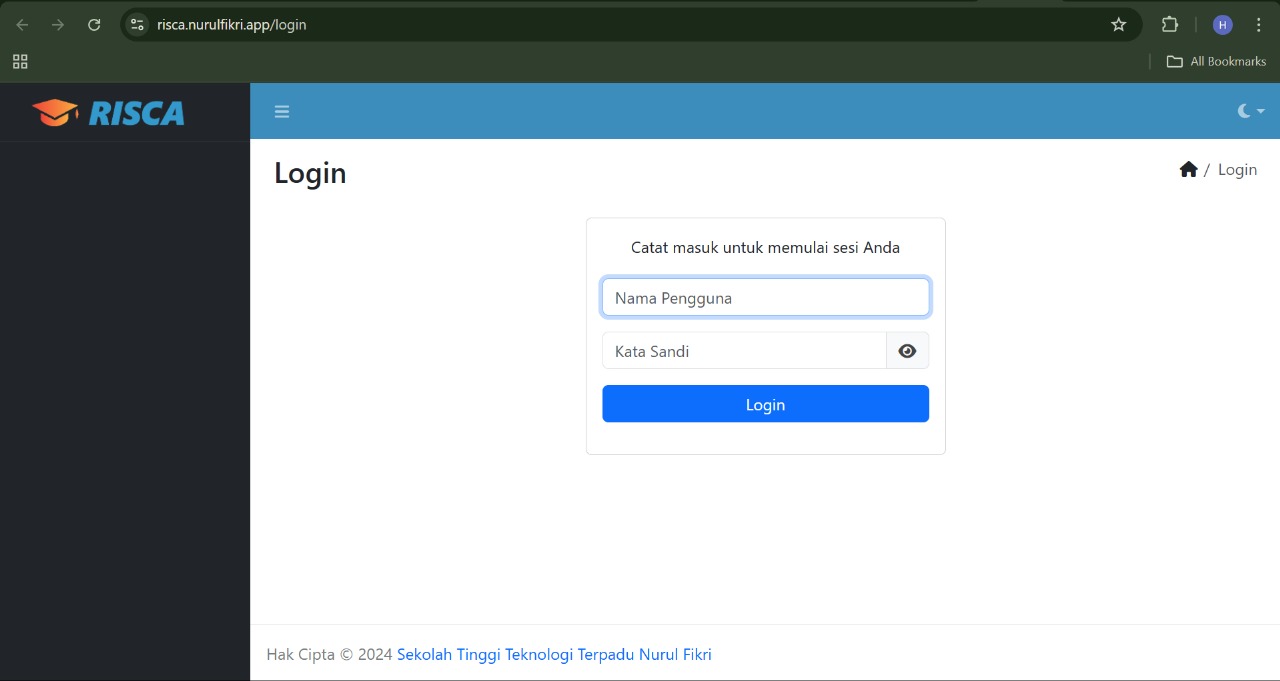 risca.nurulfikri.app/login
H
All Bookmarks
RISCA
Login
/ Login
Catat masuk untuk memulai sesi Anda
Nama Pengguna
Kata Sandi
Login
Hak Cipta © 2024 Sekolah Tinggi Teknologi Terpadu Nurul Fikri